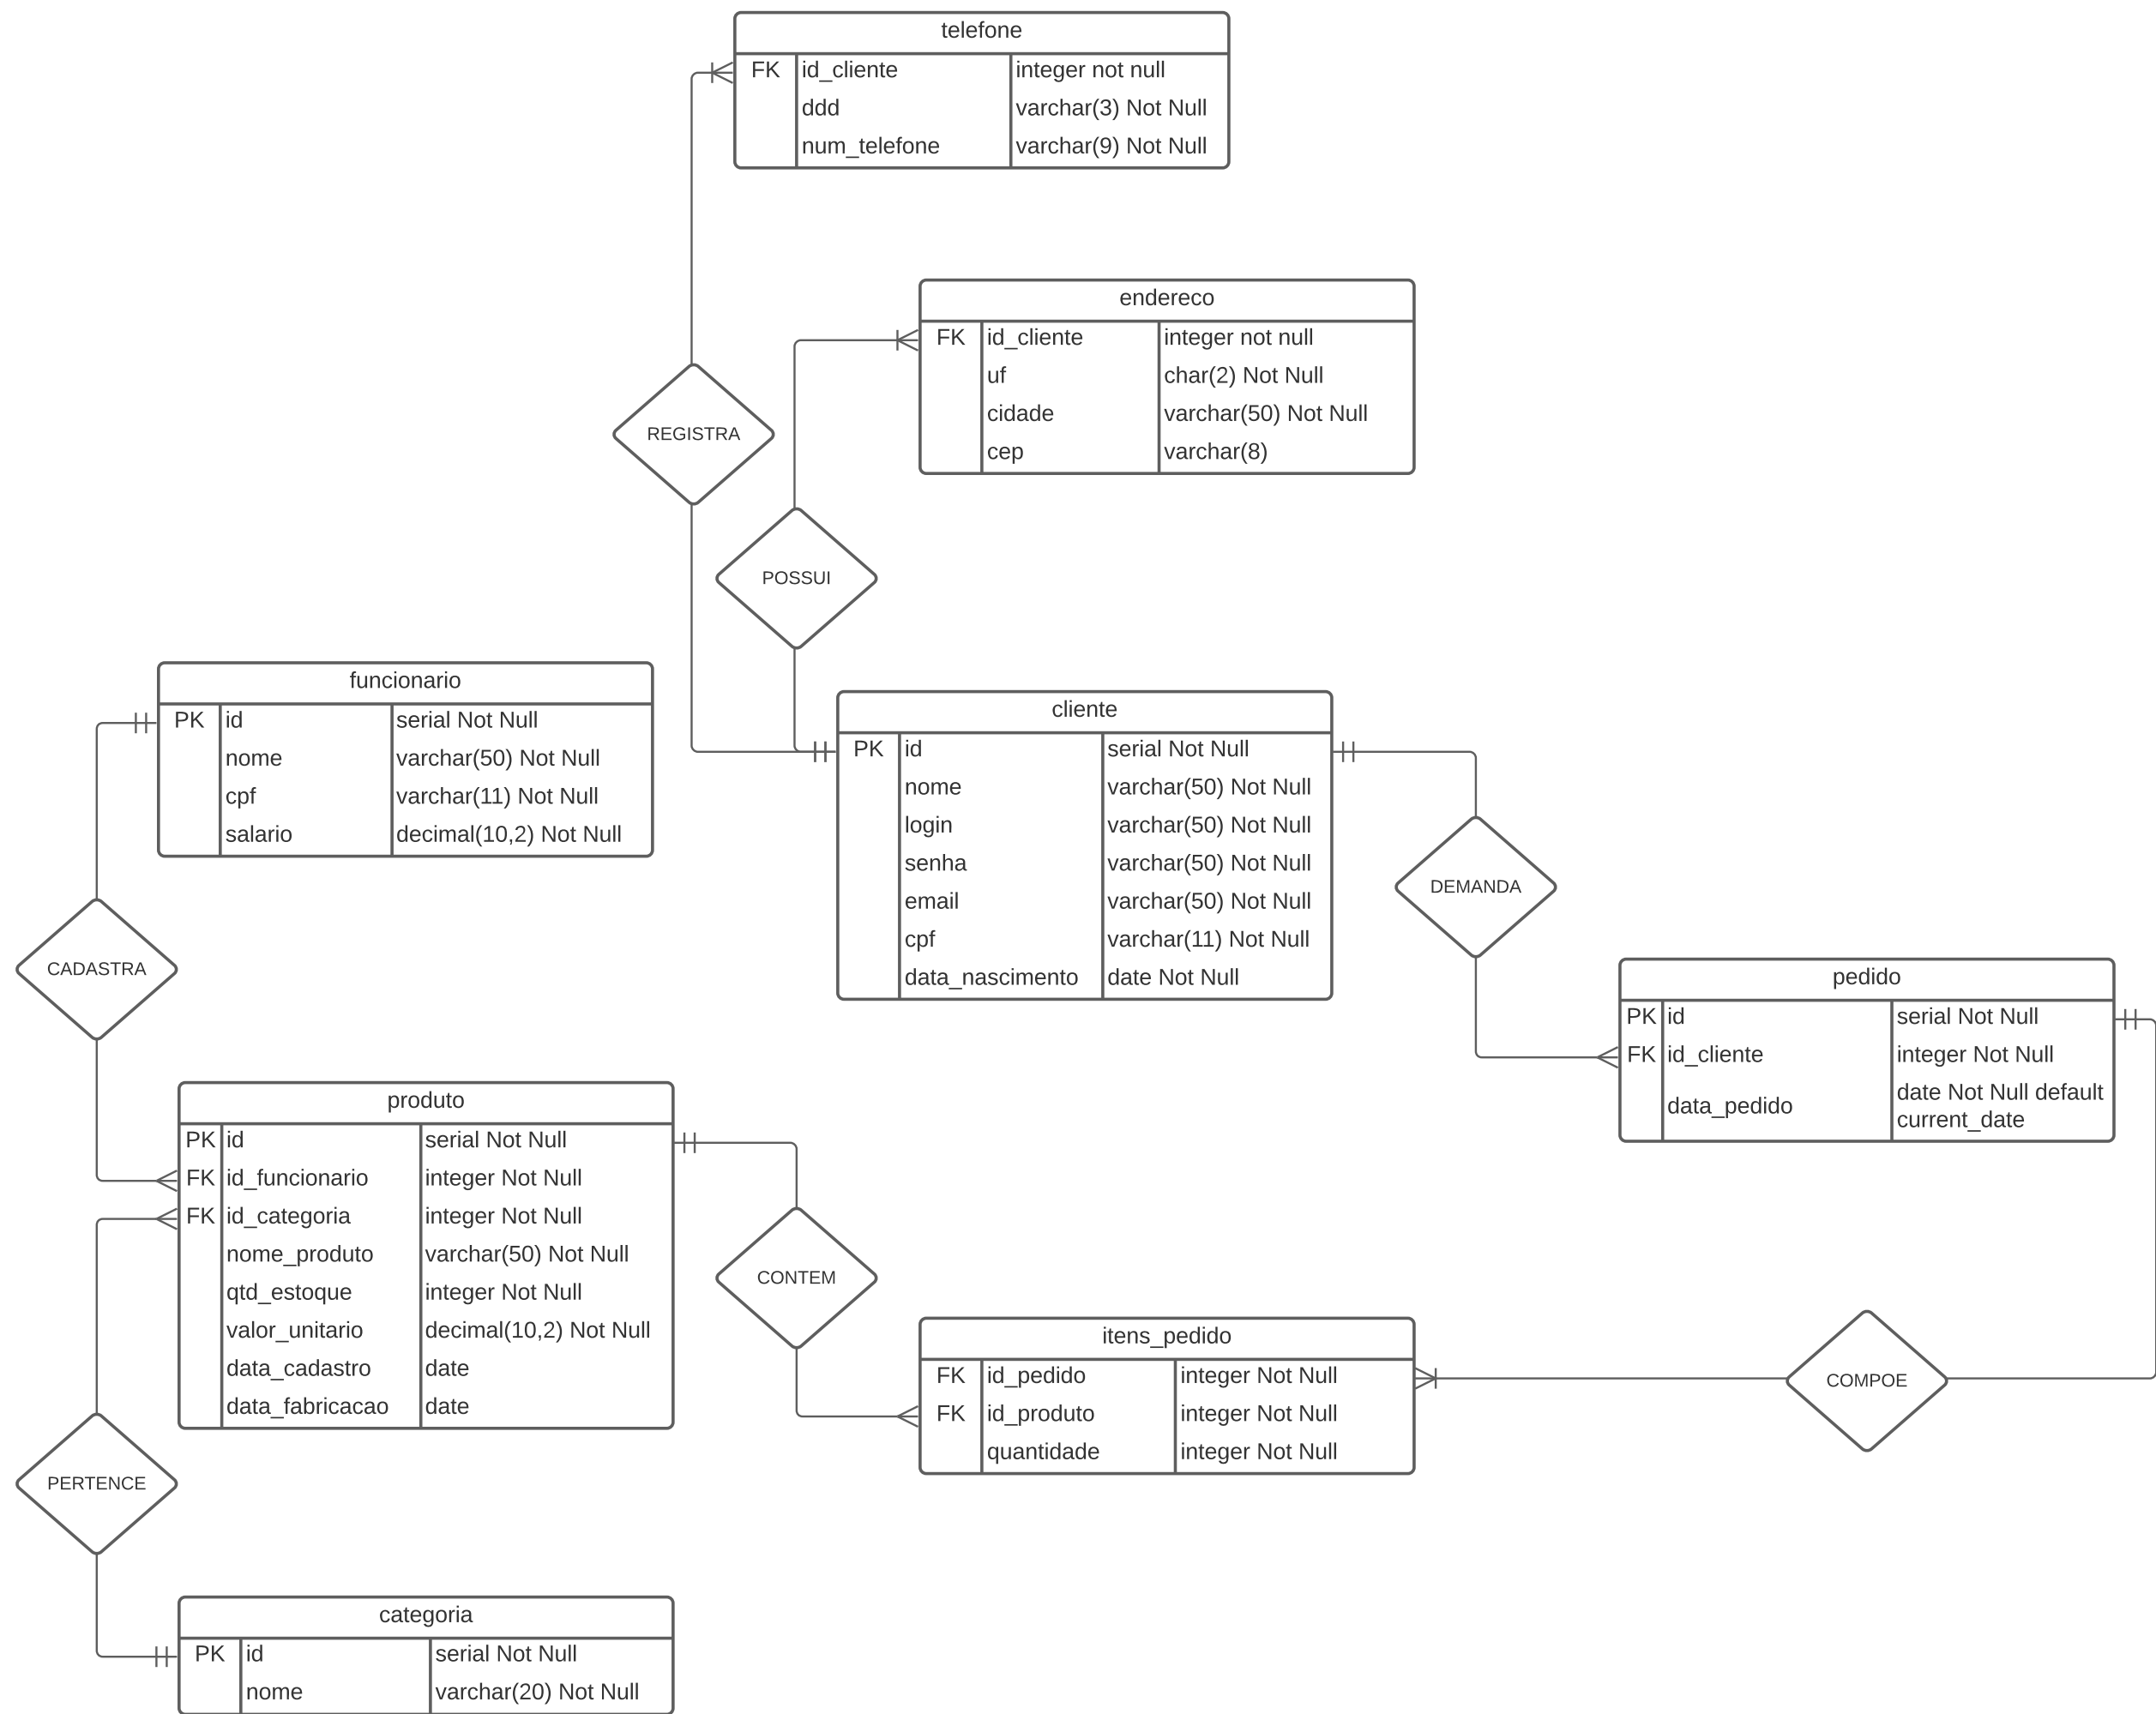 telefone
FK id_cliente integer not null
ddd varchar(3) Not Null
num_telefone varchar(9) Not Null
endereco
FK id_cliente integer not null
uf char(2) Not Null
cidade varchar(50) Not Null
cep varchar(8)
REGISTRA
POSSUI
funcionario
PK id serial Not Null
nome varchar(50) Not Null
cpf varchar(11) Not Null
salario decimal(10,2) Not Null
cliente
PK id serial Not Null
nome varchar(50) Not Null
login varchar(50) Not Null
senha varchar(50) Not Null
email varchar(50) Not Null
cpf varchar(11) Not Null
data_nascimento date Not Null
DEMANDA
CADASTRA
pedido
PK id serial Not Null
FK id_cliente integer Not Null
data_pedido date Not Null default
current_date
produto
PK id serial Not Null
FK id_funcionario integer Not Null
FK id_categoria integer Not Null
nome_produto varchar(50) Not Null
qtd_estoque integer Not Null
valor_unitario decimal(10,2) Not Null
data_cadastro date
data_fabricacao date
CONTEM
itens_pedido
FK id_pedido integer Not Null
FK id_produto integer Not Null
quantidade integer Not Null
COMPOE
PERTENCE
categoria
PK id serial Not Null
nome varchar(20) Not Null